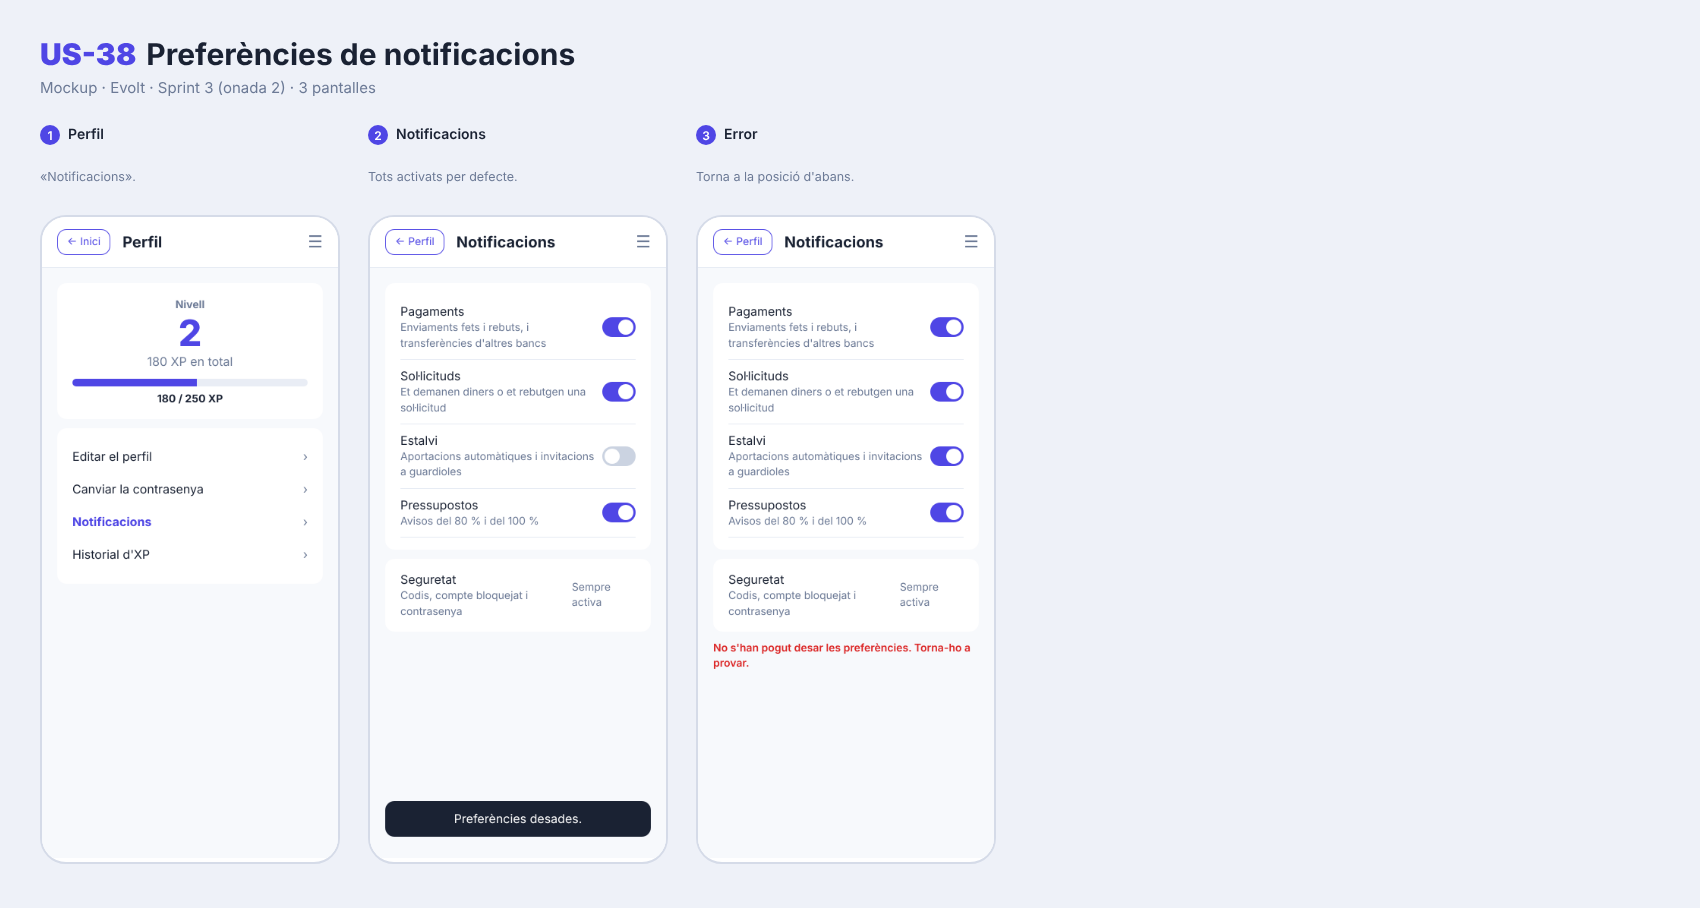 US-38 Preferències de notificacions
Mockup · Evolt · Sprint 3 (onada 2) · 3 pantalles
1 Perfil
«Notificacions».
← Inici Perfil ☰
Nivell
2
180 XP en total
180 / 250 XP
Editar el perfil ›
Canviar la contrasenya ›
Notificacions ›
Historial d'XP ›
2 Notificacions
Tots activats per defecte.
← Perfil Notificacions ☰
Pagaments
Enviaments fets i rebuts, i
transferències d'altres bancs
Sol·licituds
Et demanen diners o et rebutgen una
sol·licitud
Estalvi
Aportacions automàtiques i invitacions
a guardioles
Pressupostos
Avisos del 80 % i del 100 %
Seguretat
Codis, compte bloquejat i
contrasenya
Sempre
activa
Preferències desades.
3 Error
Torna a la posició d'abans.
← Perfil Notificacions ☰
Pagaments
Enviaments fets i rebuts, i
transferències d'altres bancs
Sol·licituds
Et demanen diners o et rebutgen una
sol·licitud
Estalvi
Aportacions automàtiques i invitacions
a guardioles
Pressupostos
Avisos del 80 % i del 100 %
Seguretat
Codis, compte bloquejat i
contrasenya
Sempre
activa
No s'han pogut desar les preferències. Torna-ho a
provar.